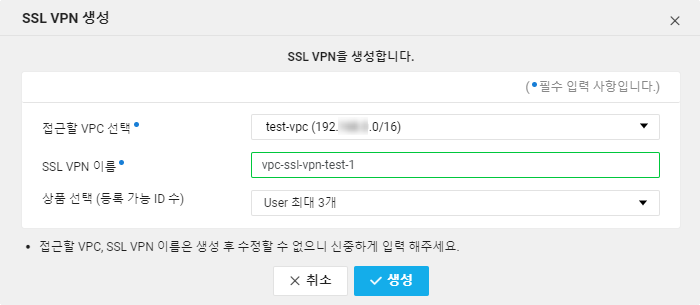 SSL VPN 생성
SSL VPN을 생성합니다.
(•필수 입력 사항입니다.)
접근할 VPC 선택•
test-vpc (192. .0/16)
SSL VPN 이름•
vpc-ssl-vpn-test-1
상품 선택 (등록 가능 ID 수)
User 최대 3개
• 접근할 VPC, SSL VPN 이름은 생성 후 수정할 수 없으니 신중하게 입력 해주세요.
× 취소
✓ 생성